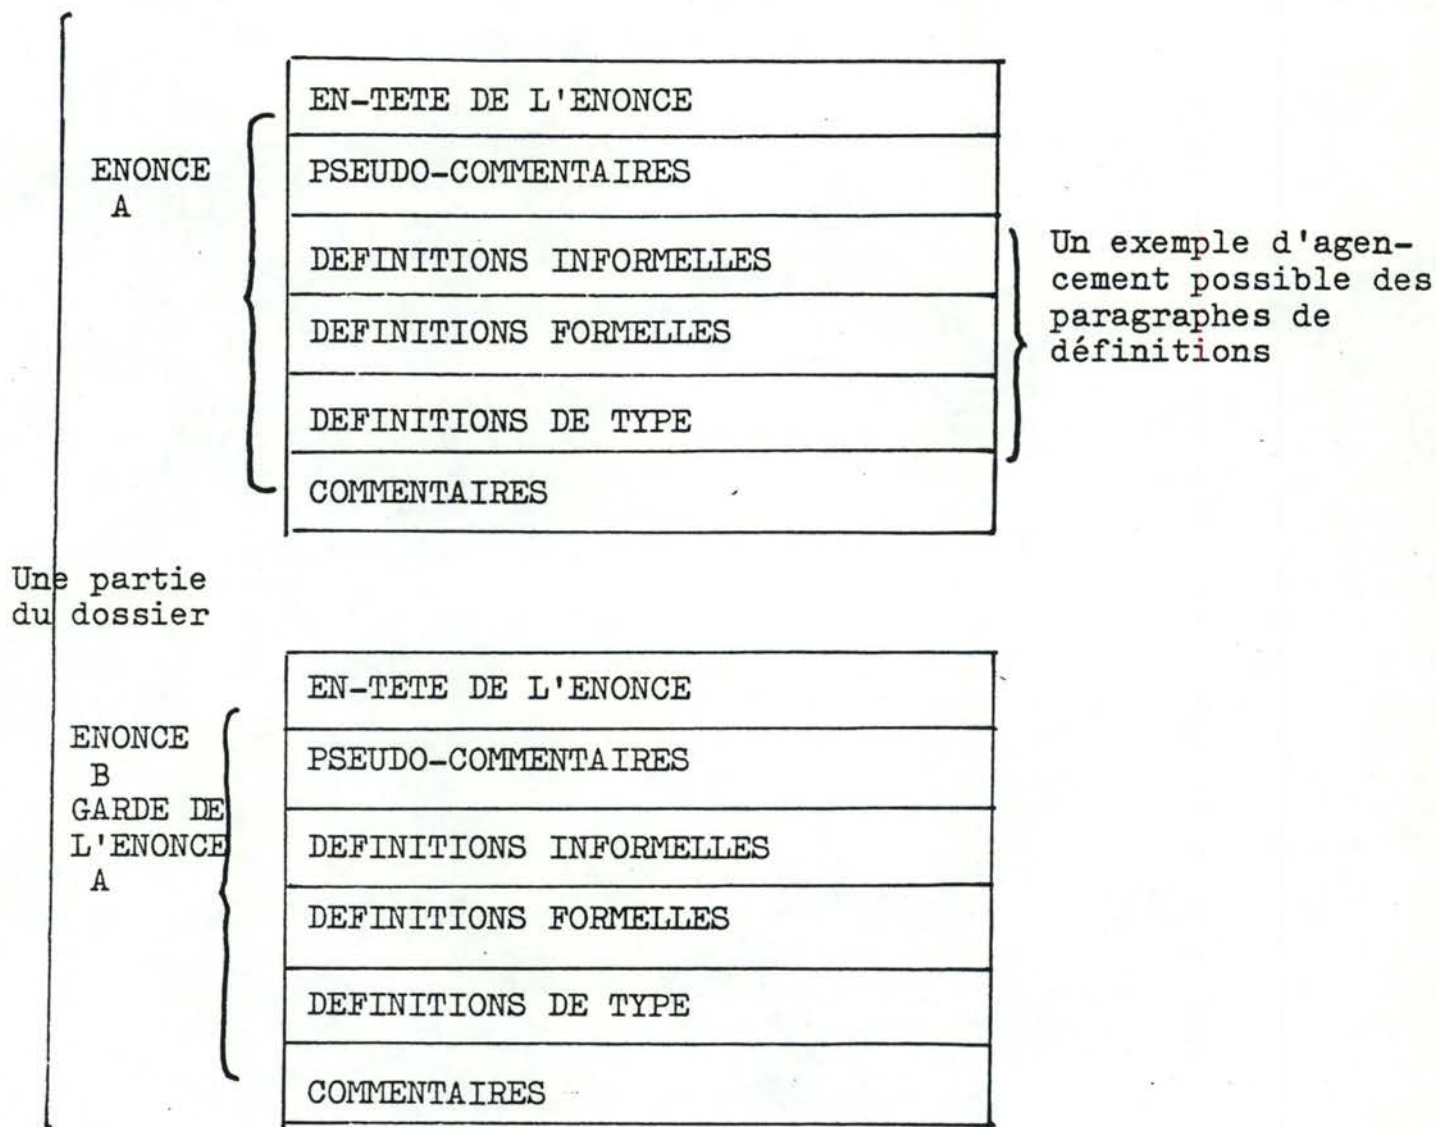 EN-TETE DE L'ENONCE
ENONCE
A
PSEUDO-COMMENTAIRES
DEFINITIONS INFORMELLES
DEFINITIONS FORMELLES
DEFINITIONS DE TYPE
COMMENTAIRES
Un exemple d'agen-
cement possible des
paragraphes de
définitions
Une partie
du dossier
EN-TETE DE L'ENONCE
ENONCE
B
GARDE DE
L'ENONCE
A
PSEUDO-COMMENTAIRES
DEFINITIONS INFORMELLES
DEFINITIONS FORMELLES
DEFINITIONS DE TYPE
COMMENTAIRES